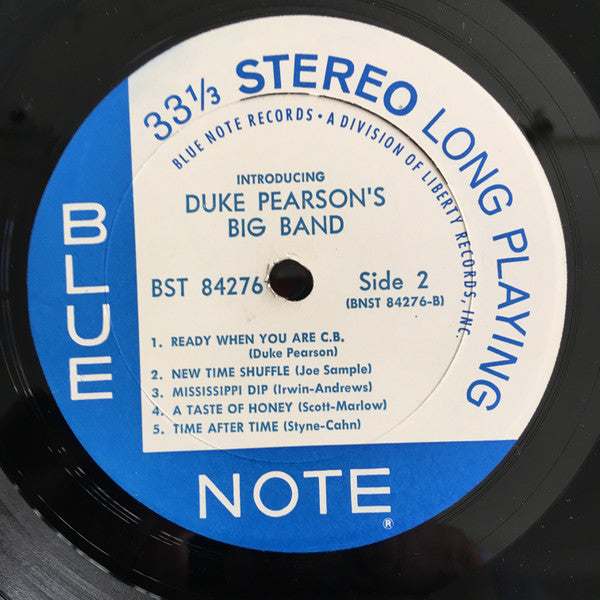 33⅓ STEREO LONG PLAYING
BLUE NOTE RECORDS • A DIVISION OF LIBERTY RECORDS, INC.
INTRODUCING
DUKE PEARSON'S
BIG BAND
BST 84276
Side 2
(BNST 84276-B)
1. READY WHEN YOU ARE C.B.
(Duke Pearson)
2. NEW TIME SHUFFLE (Joe Sample)
3. MISSISSIPPI DIP (Irwin-Andrews)
4. A TASTE OF HONEY (Scott-Marlow)
5. TIME AFTER TIME (Styne-Cahn)
BLUE
NOTE ®